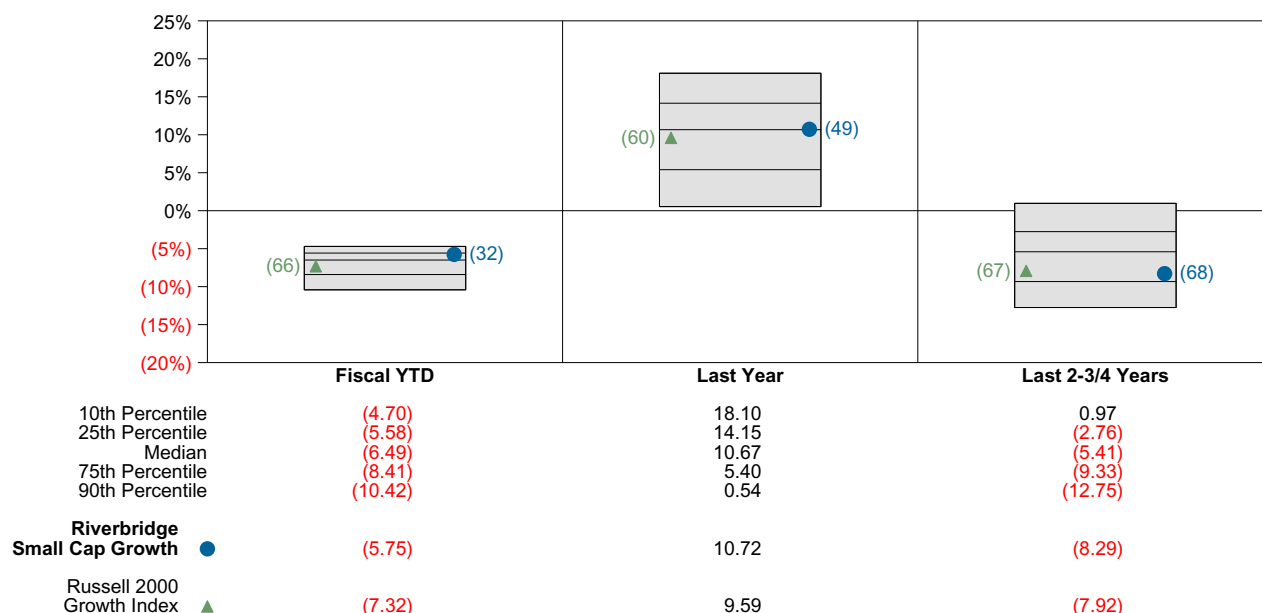 25%
20%
15%
10%
5%
0%
(5%)
(10%)
(15%)
(20%)
(66) (32)
(60) (49)
(67) (68)
Fiscal YTD Last Year Last 2-3/4 Years
10th Percentile (4.70) 18.10 0.97
25th Percentile (5.58) 14.15 (2.76)
Median (6.49) 10.67 (5.41)
75th Percentile (8.41) 5.40 (9.33)
90th Percentile (10.42) 0.54 (12.75)
Riverbridge
Small Cap Growth (5.75) 10.72 (8.29)
Russell 2000
Growth Index (7.32) 9.59 (7.92)